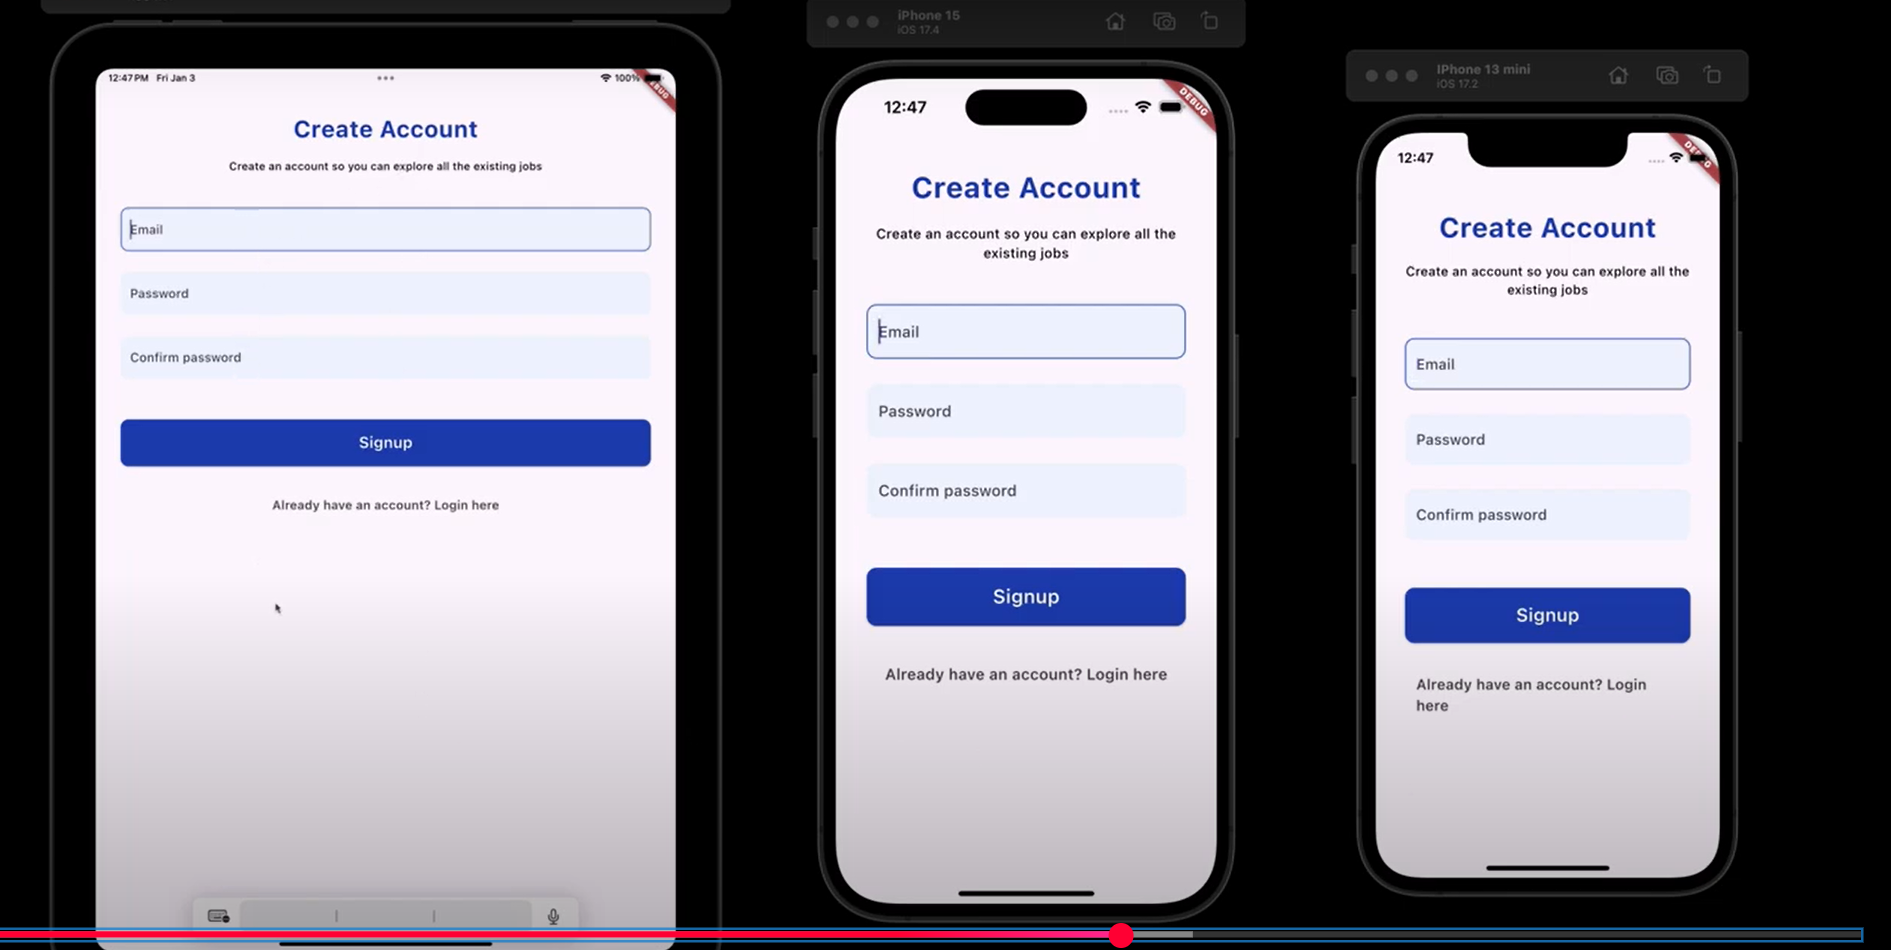 12:47 PM Fri Jan 3
100%
Create Account
Create an account so you can explore all the existing jobs
Email
Password
Confirm password
Signup
Already have an account? Login here
iPhone 15
iOS 17.4
12:47
DEBUG
Create Account
Create an account so you can explore all the
existing jobs
Email
Password
Confirm password
Signup
Already have an account? Login here
iPhone 13 mini
iOS 17.2
12:47
Create Account
Create an account so you can explore all the
existing jobs
Email
Password
Confirm password
Signup
Already have an account? Login
here